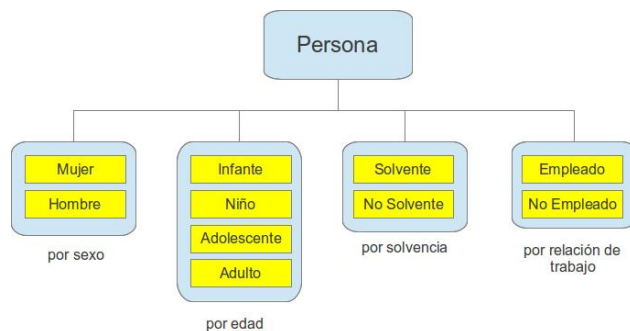 Persona
Mujer
Hombre
por sexo
Infante
Niño
Adolescente
Adulto
por edad
Solvente
No Solvente
por solvencia
Empleado
No Empleado
por relación de
trabajo